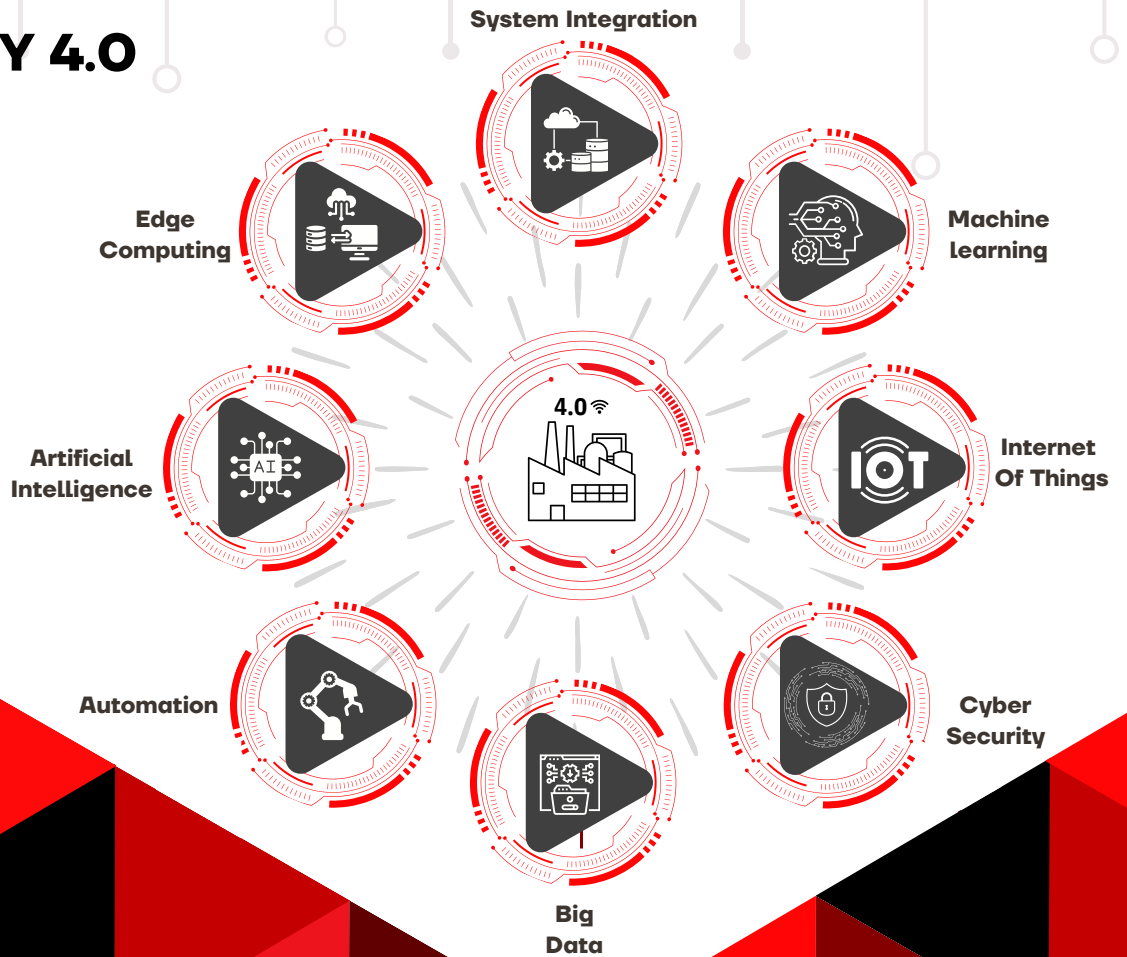 Y 4.0
System Integration
Edge
Computing
Machine
learning
4.0
Artificial
Intelligence
AI
IOT
Internet
Of Things
Automation
Cyber
Security
Big
Data